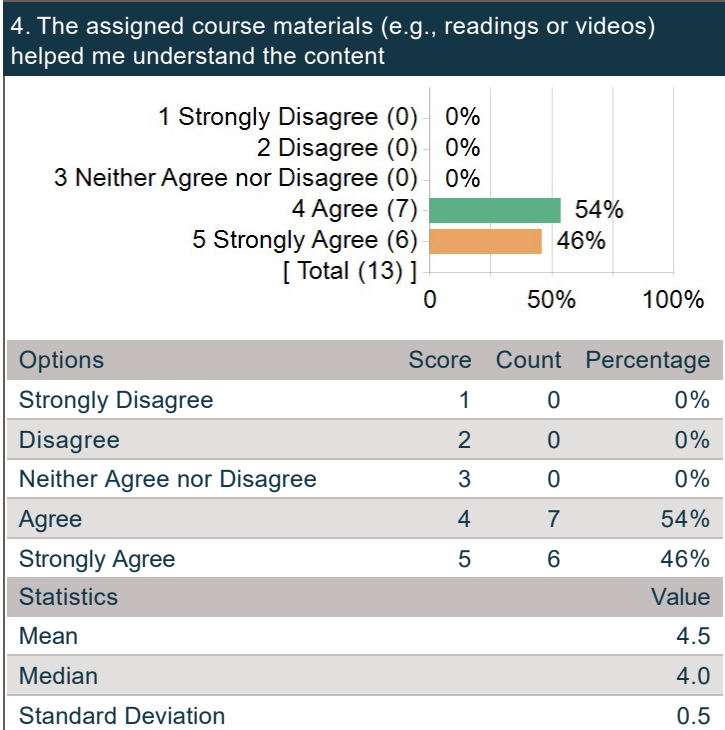 4. The assigned course materials (e.g., readings or videos)
helped me understand the content
1 Strongly Disagree (0) 0%
2 Disagree (0) 0%
3 Neither Agree nor Disagree (0) 0%
4 Agree (7) 54%
5 Strongly Agree (6) 46%
[ Total (13) ]
0 50% 100%
Options Score Count Percentage
Strongly Disagree 1 0 0%
Disagree 2 0 0%
Neither Agree nor Disagree 3 0 0%
Agree 4 7 54%
Strongly Agree 5 6 46%
Statistics Value
Mean 4.5
Median 4.0
Standard Deviation 0.5